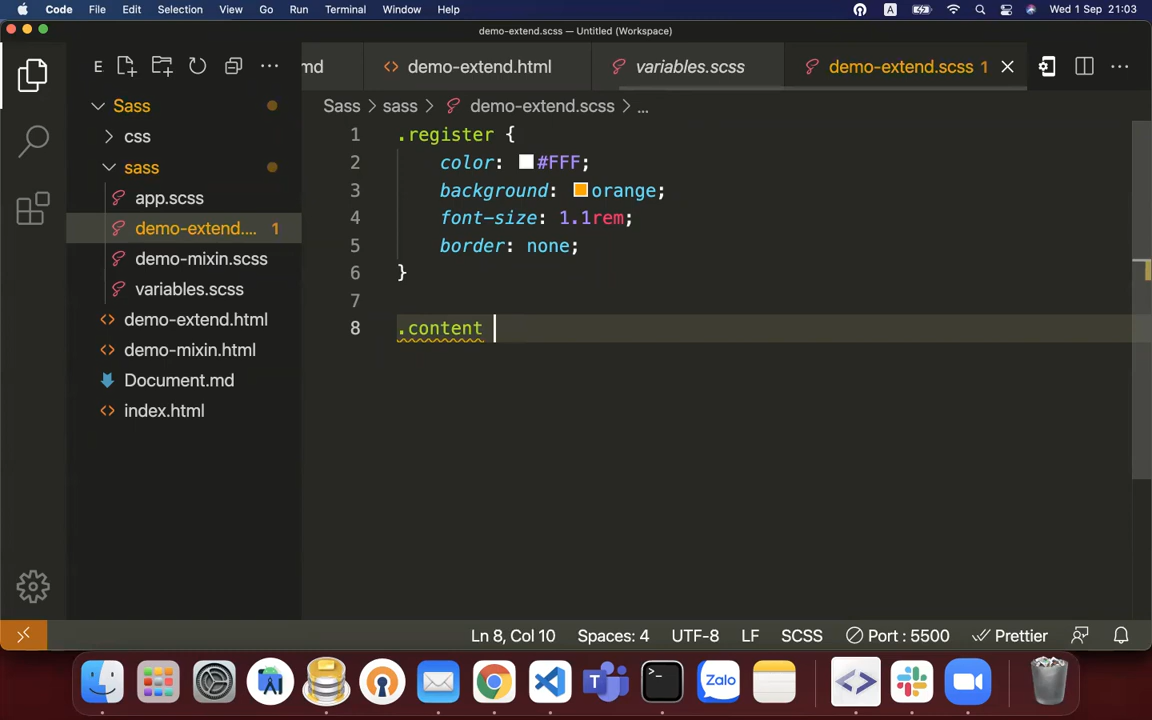 Code File Edit Selection View Go Run Terminal Window Help A Wed 1 Sep 21:03
demo-extend.scss — Untitled (Workspace)
E ... md <> demo-extend.html variables.scss demo-extend.scss 1 ...
Sass
css
sass
app.scss
demo-extend.... 1
demo-mixin.scss
variables.scss
<> demo-extend.html
<> demo-mixin.html
Document.md
<> index.html
Sass > sass > demo-extend.scss > ...
1 .register {
2 color: #FFF;
3 background: orange;
4 font-size: 1.1rem;
5 border: none;
6 }
7
8 .content
Ln 8, Col 10 Spaces: 4 UTF-8 LF SCSS Port : 5500 Prettier
Zalo